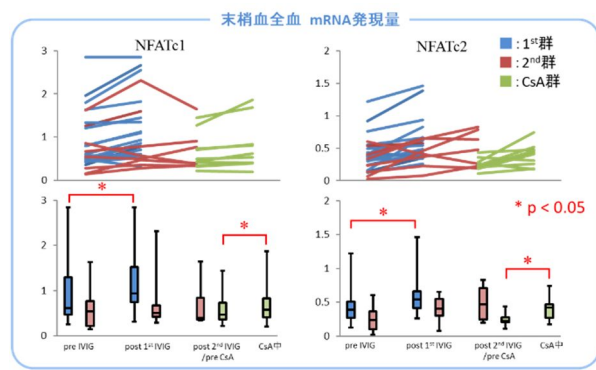 末梢血全血 mRNA発現量
NFATc1
NFATc2
: 1st群
: 2nd群
: CsA群
3
2
1
0
2
1.5
1
0.5
0
*
*
3
2
1
0
*
*
* p < 0.05
2
1.5
1
0.5
0
pre IVIG
post 1st IVIG
post 2nd IVIG
/pre CsA
CsA中
pre IVIG
post 1st IVIG
post 2nd IVIG
/pre CsA
CsA中